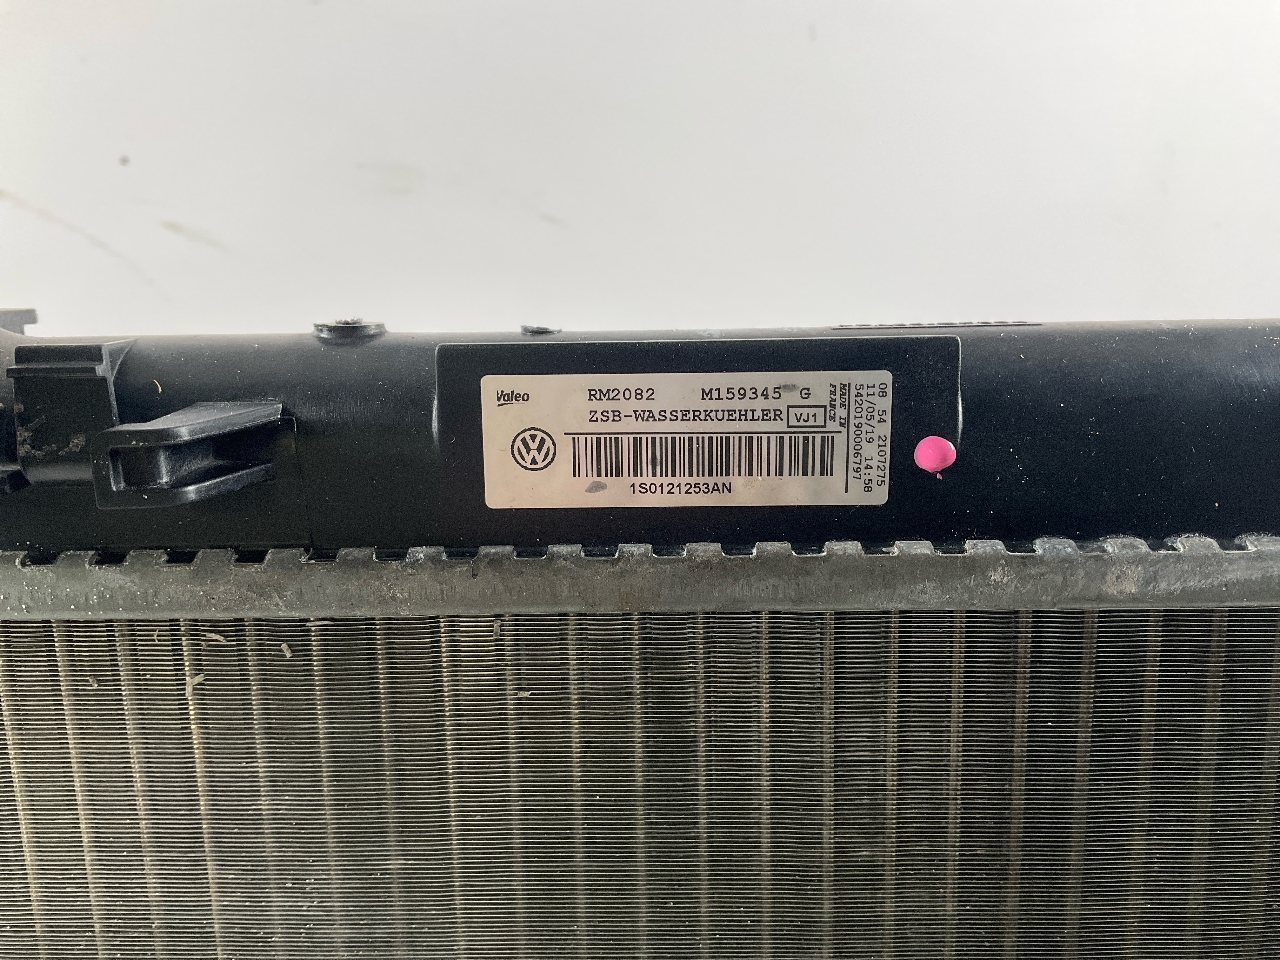 Valeo RM2082 M159345 G
ZSB-WASSERKUEHLER VJ1
MADE IN
FRANCE
08 54 2107275
11/05/19 14:58
5420190006797
1S0121253AN